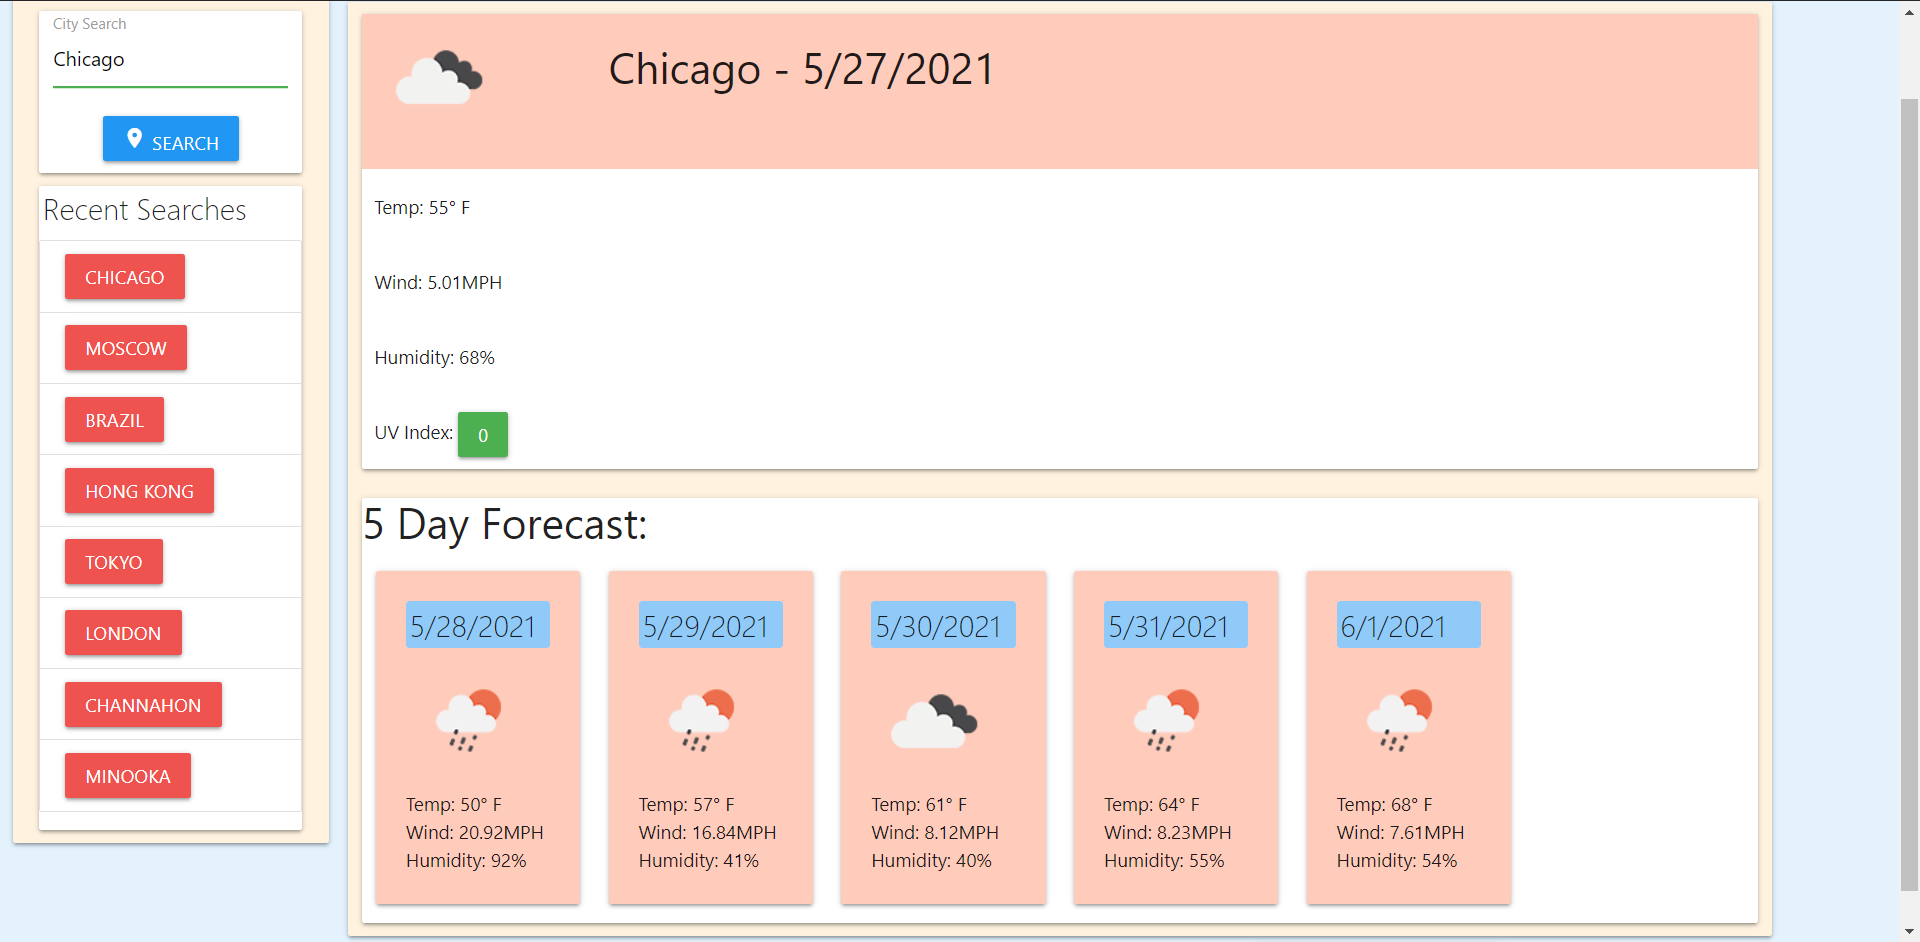 City Search
Chicago
SEARCH
Recent Searches
CHICAGO
MOSCOW
BRAZIL
HONG KONG
TOKYO
LONDON
CHANNAHON
MINOOKA
Chicago - 5/27/2021
Temp: 55° F
Wind: 5.01MPH
Humidity: 68%
UV Index: 0
5 Day Forecast:
5/28/2021
Temp: 50° F
Wind: 20.92MPH
Humidity: 92%
5/29/2021
Temp: 57° F
Wind: 16.84MPH
Humidity: 41%
5/30/2021
Temp: 61° F
Wind: 8.12MPH
Humidity: 40%
5/31/2021
Temp: 64° F
Wind: 8.23MPH
Humidity: 55%
6/1/2021
Temp: 68° F
Wind: 7.61MPH
Humidity: 54%